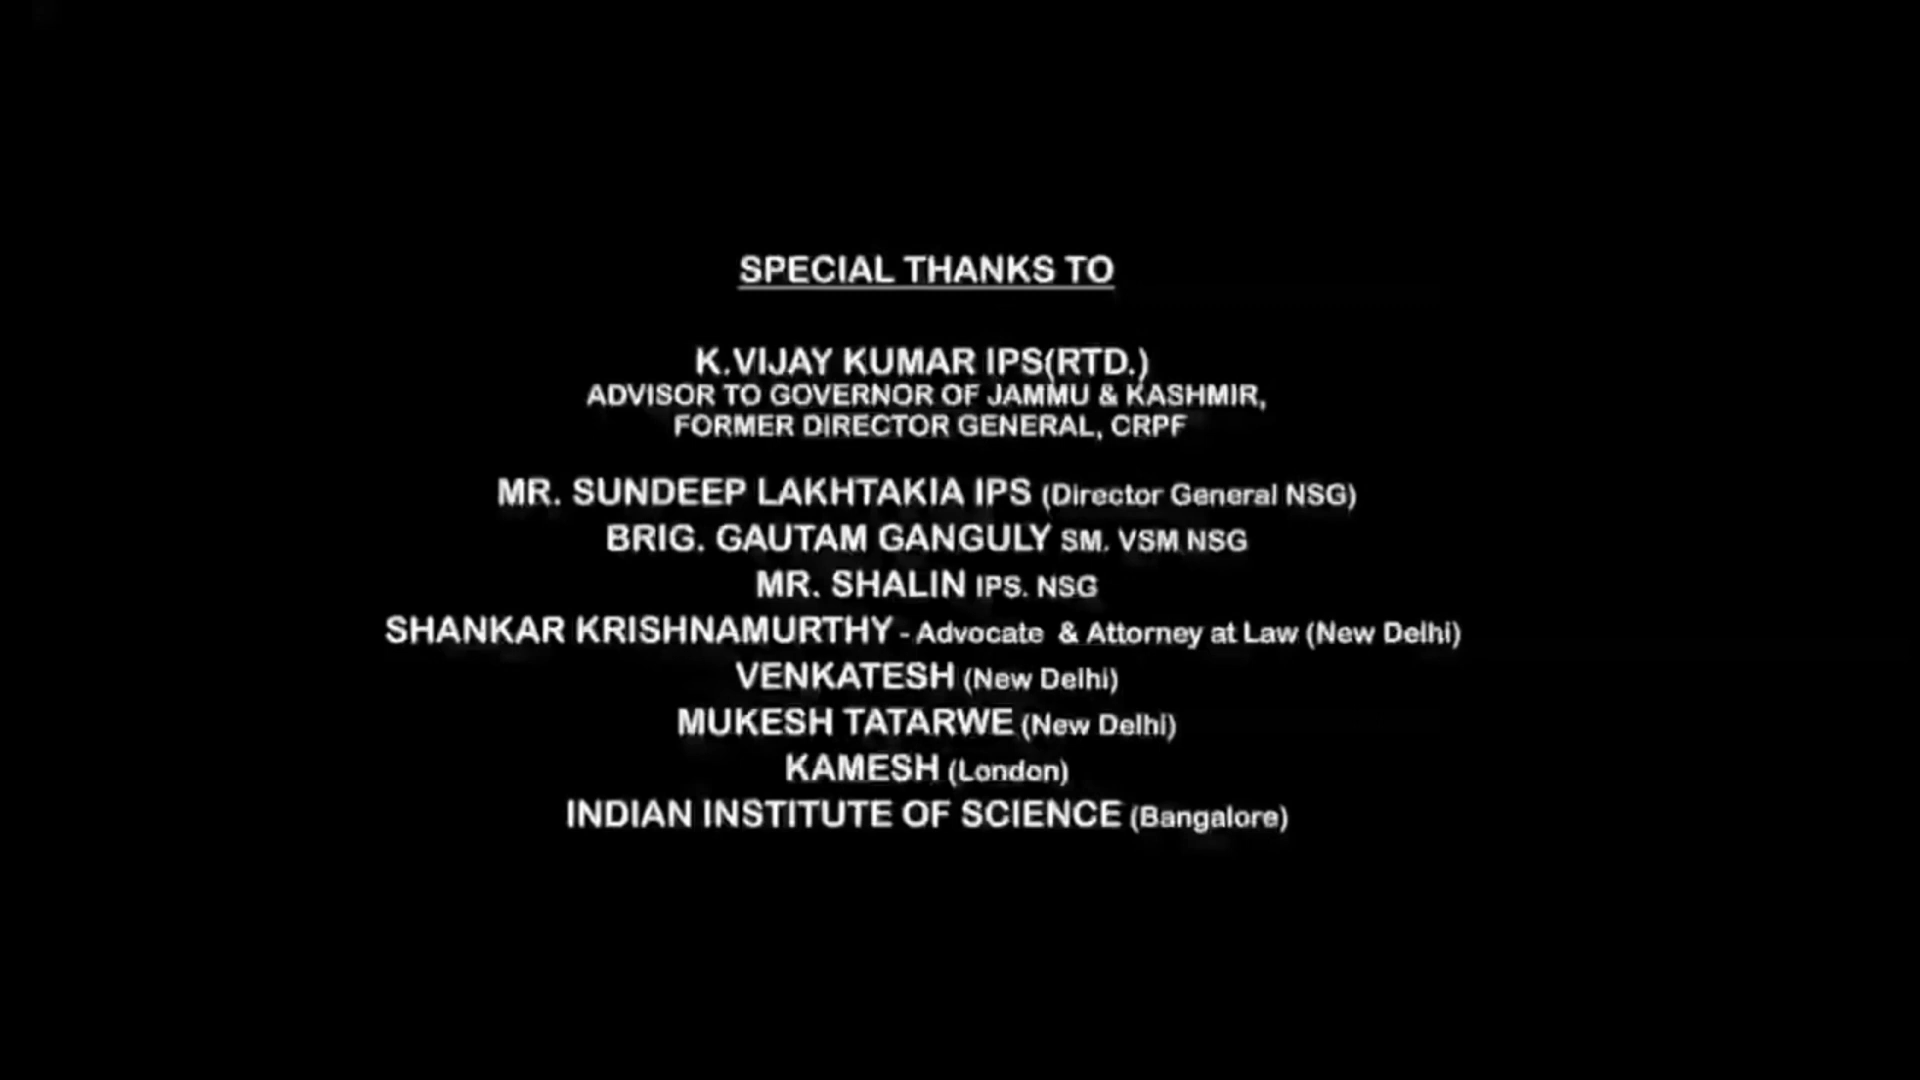 SPECIAL THANKS TO
K.VIJAY KUMAR IPS(RTD.)
ADVISOR TO GOVERNOR OF JAMMU & KASHMIR,
FORMER DIRECTOR GENERAL, CRPF
MR. SUNDEEP LAKHTAKIA IPS (Director General NSG)
BRIG. GAUTAM GANGULY SM. VSM NSG
MR. SHALIN IPS. NSG
SHANKAR KRISHNAMURTHY - Advocate & Attorney at Law (New Delhi)
VENKATESH (New Delhi)
MUKESH TATARWE (New Delhi)
KAMESH (London)
INDIAN INSTITUTE OF SCIENCE (Bangalore)